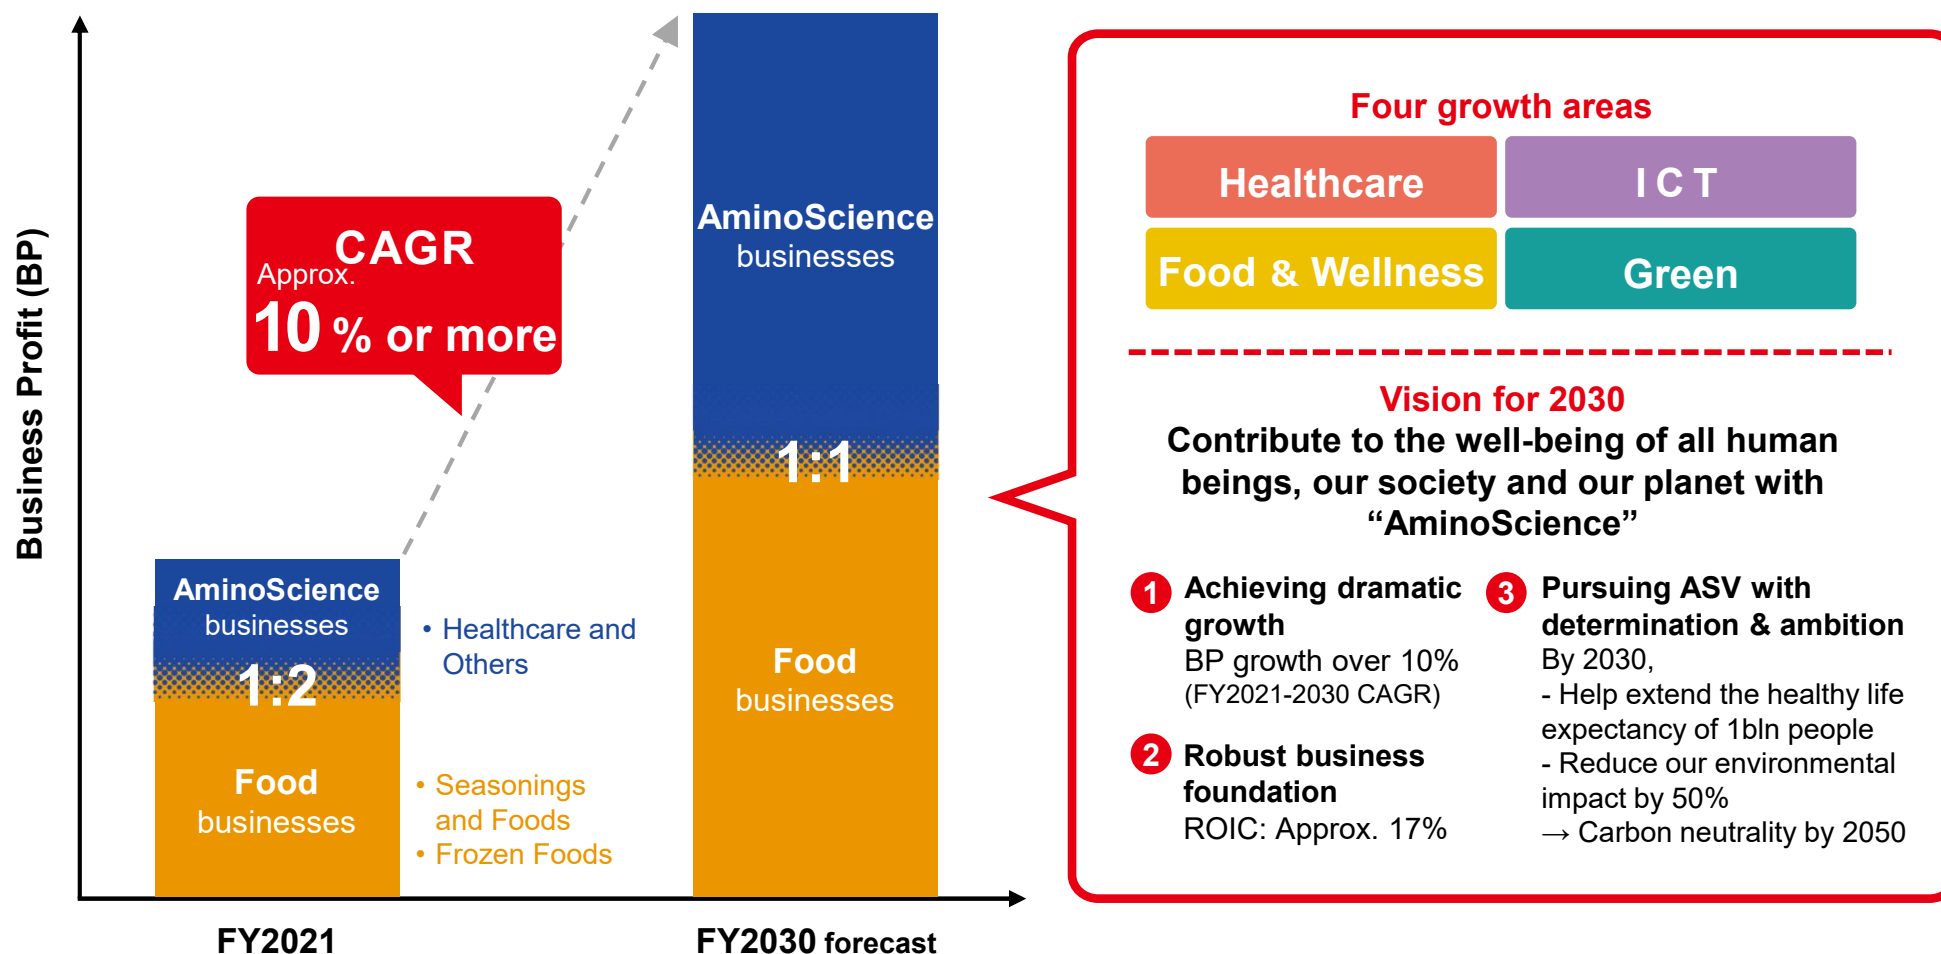 Business Profit (BP)
CAGR
Approx.
10 % or more
AminoScience
businesses
1:2
Food
businesses
• Healthcare and
Others
• Seasonings
and Foods
• Frozen Foods
FY2021
AminoScience
businesses
1:1
Food
businesses
FY2030 forecast
Four growth areas
Healthcare
ICT
Food & Wellness
Green
Vision for 2030
Contribute to the well-being of all human
beings, our society and our planet with
“AminoScience”
1 Achieving dramatic
growth
BP growth over 10%
(FY2021-2030 CAGR)
2 Robust business
foundation
ROIC: Approx. 17%
3 Pursuing ASV with
determination & ambition
By 2030,
- Help extend the healthy life
expectancy of 1bln people
- Reduce our environmental
impact by 50%
→ Carbon neutrality by 2050